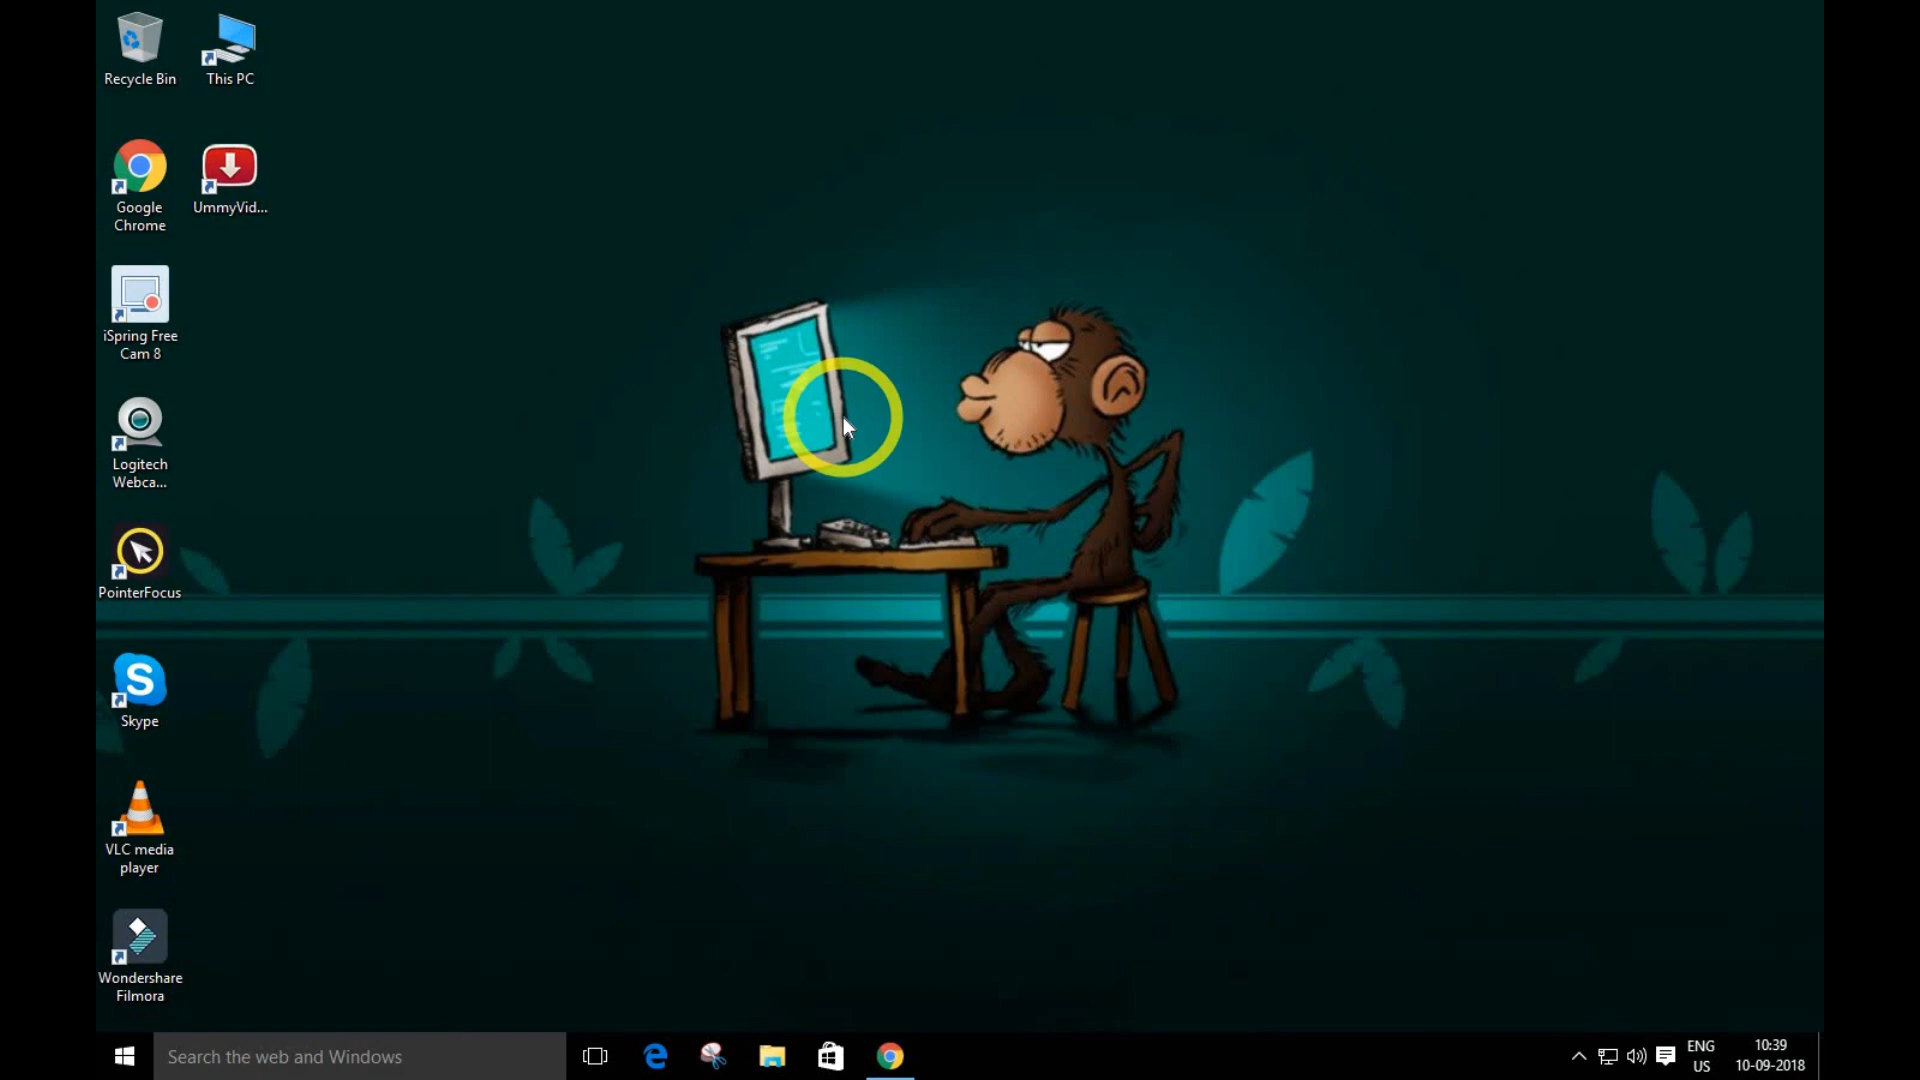 Recycle Bin
This PC
Google
Chrome
UmmyVid...
iSpring Free
Cam 8
Logitech
Webca...
PointerFocus
S
Skype
VLC media
player
Wondershare
Filmora
Search the web and Windows
ENG
US
10:39
10-09-2018